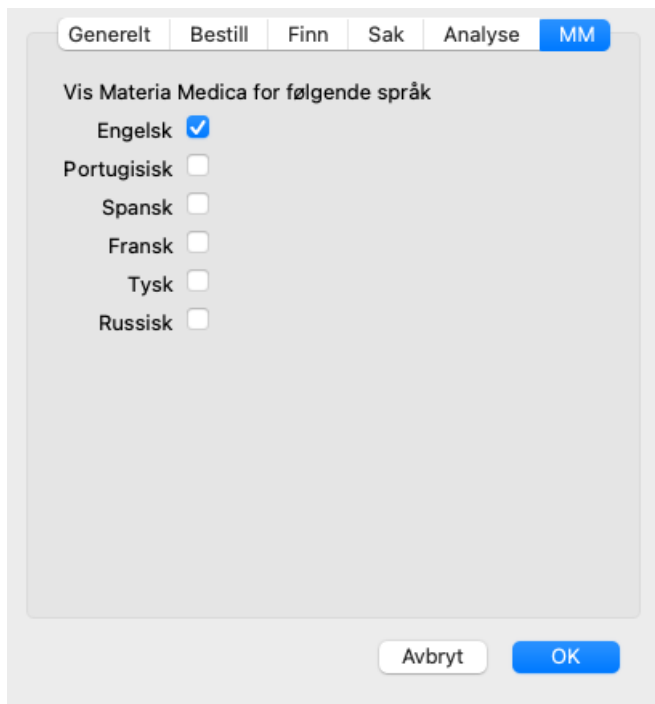 Generelt Bestill Finn Sak Analyse MM
Vis Materia Medica for følgende språk
Engelsk
Portugisisk
Spansk
Fransk
Tysk
Russisk
Avbryt OK